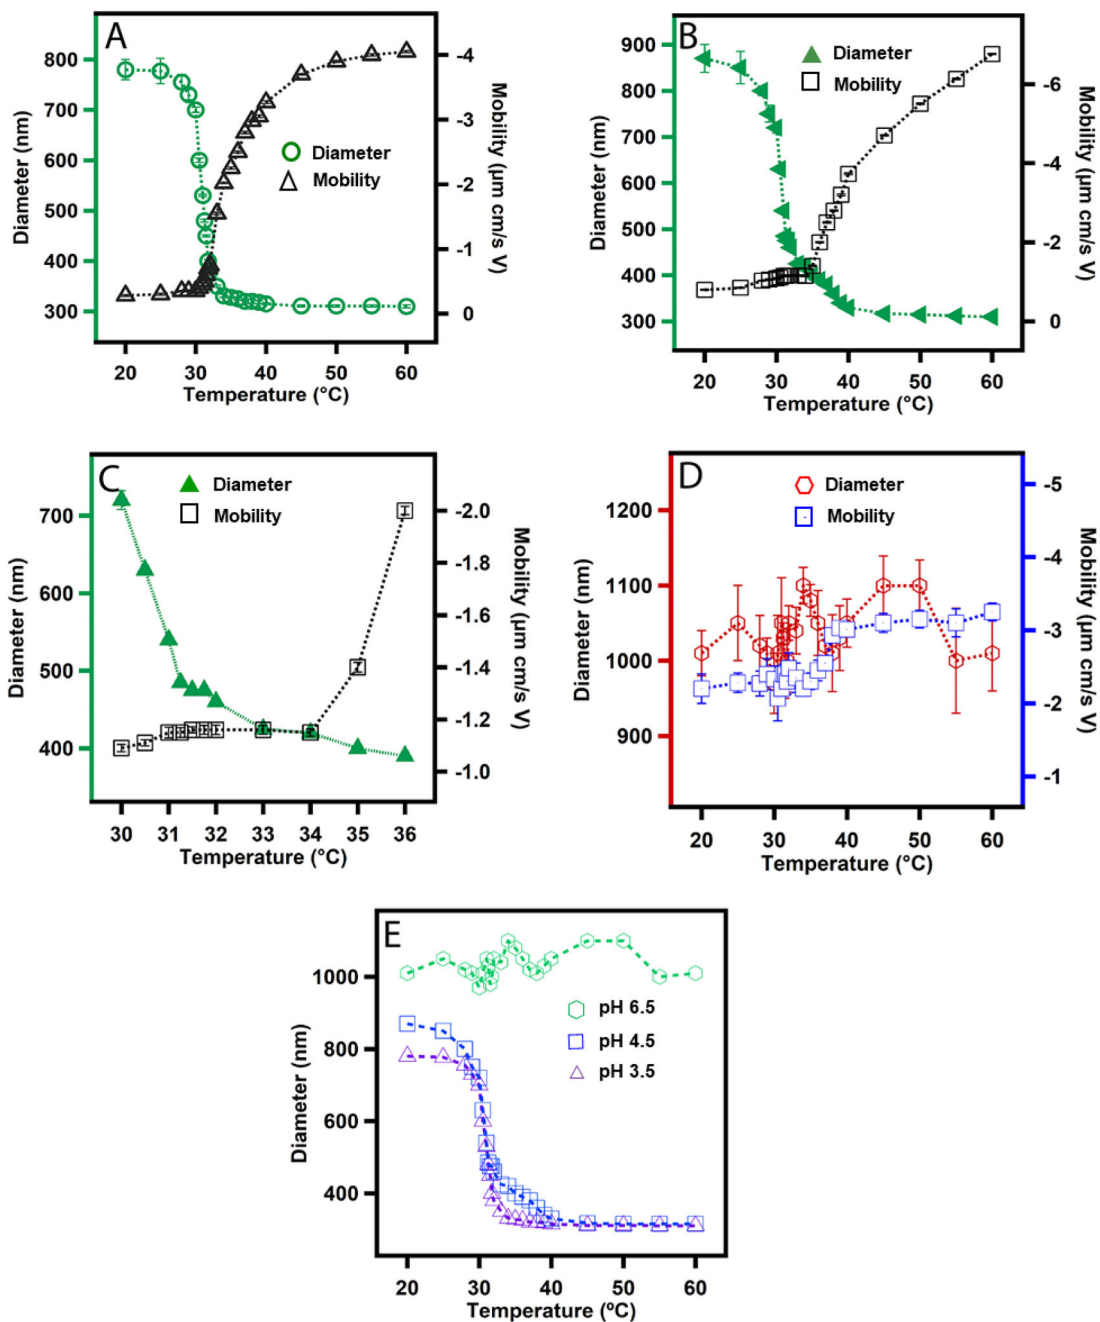 A
Diameter
Mobility
800
700
600
500
400
300
-4
-3
-2
-1
0
20
30
40
50
60
Diameter (nm)
Mobility (µm cm/s V)
Temperature (°C)
B
Diameter
Mobility
900
800
700
600
500
400
300
-6
-4
-2
0
20
30
40
50
60
Diameter (nm)
Mobility (µm cm/s V)
Temperature (°C)
C
Diameter
Mobility
700
600
500
400
-2.0
-1.8
-1.6
-1.4
-1.2
-1.0
30
31
32
33
34
35
36
Diameter (nm)
Mobility (µm cm/s V)
Temperature (°C)
D
Diameter
Mobility
1200
1100
1000
900
-5
-4
-3
-2
-1
20
30
40
50
60
Diameter (nm)
Mobility (µm cm/s V)
Temperature (°C)
E
pH 6.5
pH 4.5
pH 3.5
1000
800
600
400
20
30
40
50
60
Diameter (nm)
Temperature (ºC)